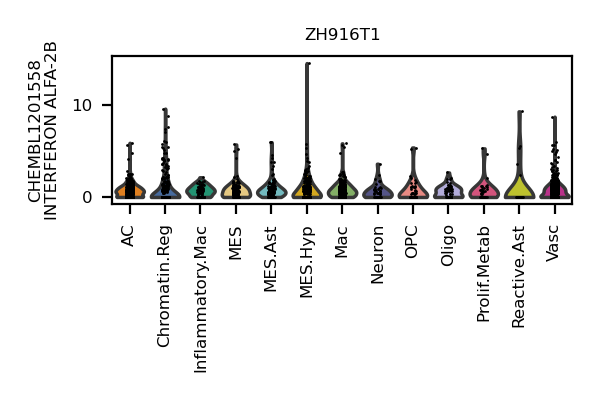 ZH916T1
CHEMBL1201558
INTERFERON ALFA-2B
10
0
AC
Chromatin.Reg
Inflammatory.Mac
MES
MES.Ast
MES.Hyp
Mac
Neuron
OPC
Oligo
Prolif.Metab
Reactive.Ast
Vasc